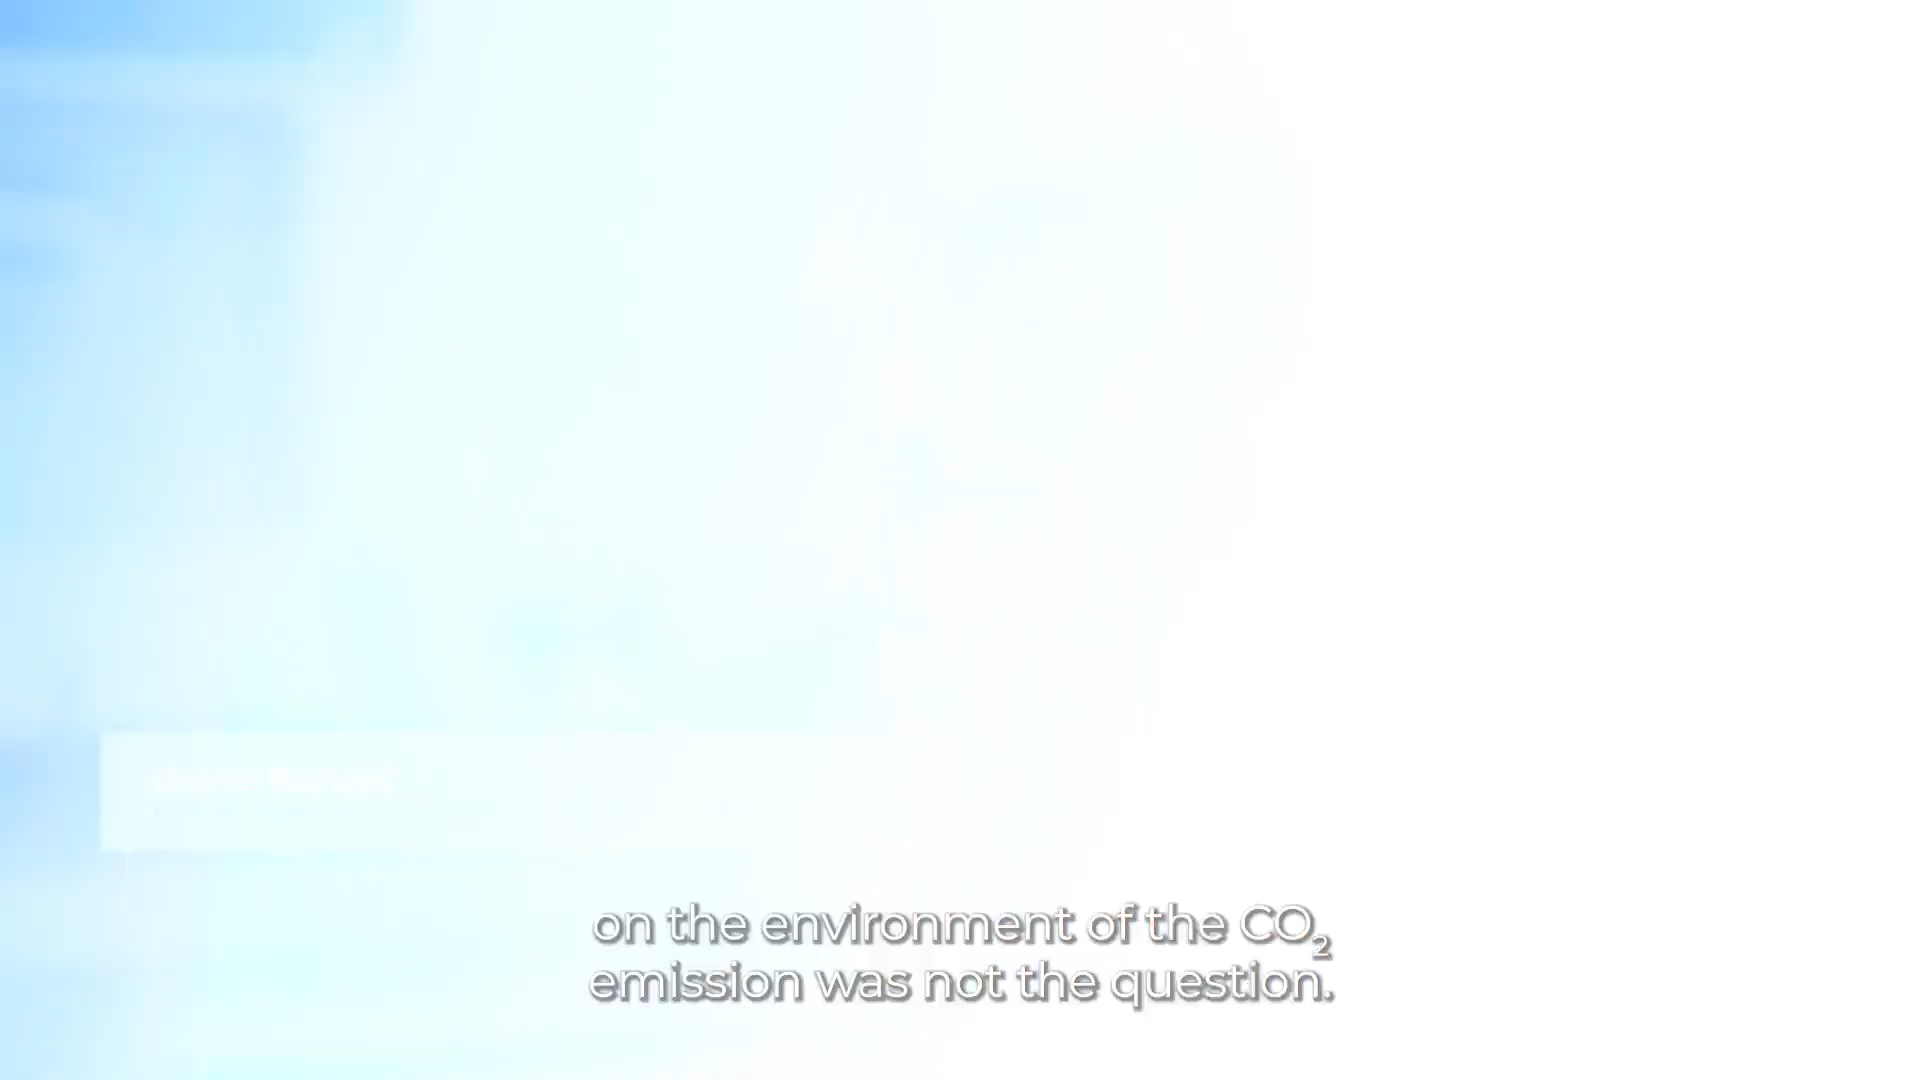 on the environment of the CO₂
emission was not the question.